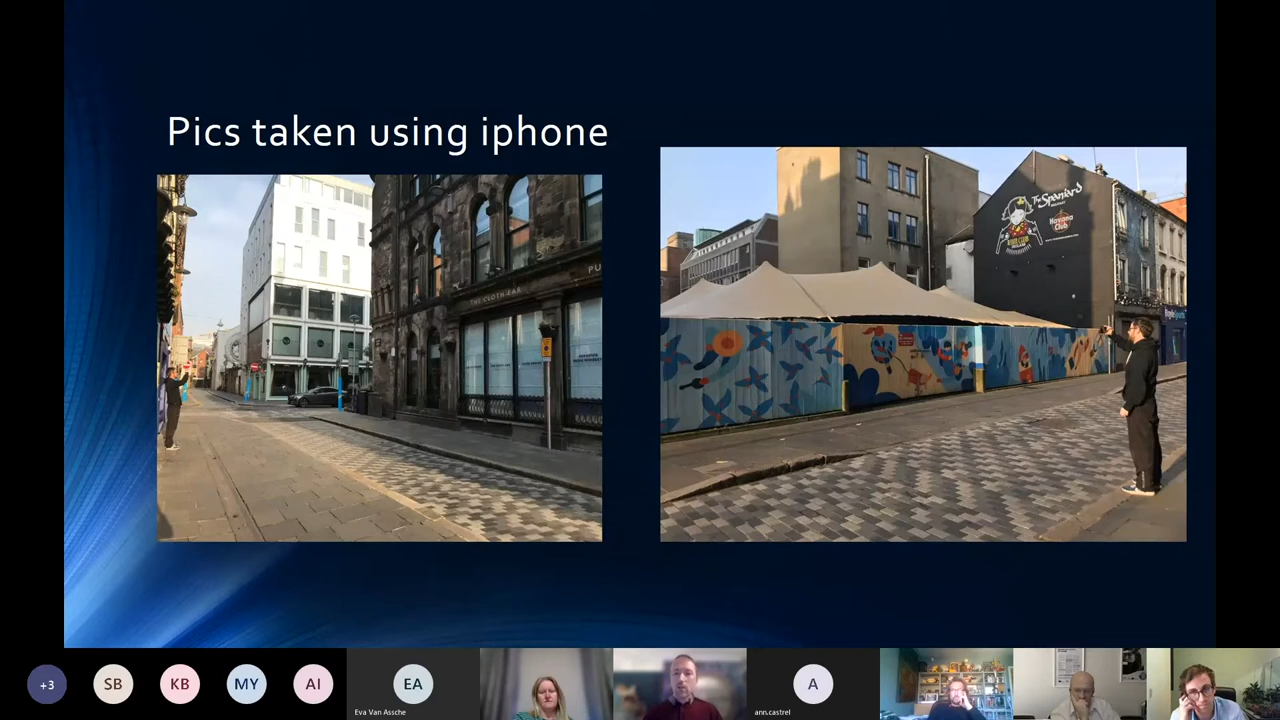 Pics taken using iphone
THE CLOTH EAR
PU
The Spaniard
Havana
Club
+3
SB
KB
MY
AI
EA
A
Eva Van Assche
ann.castrel